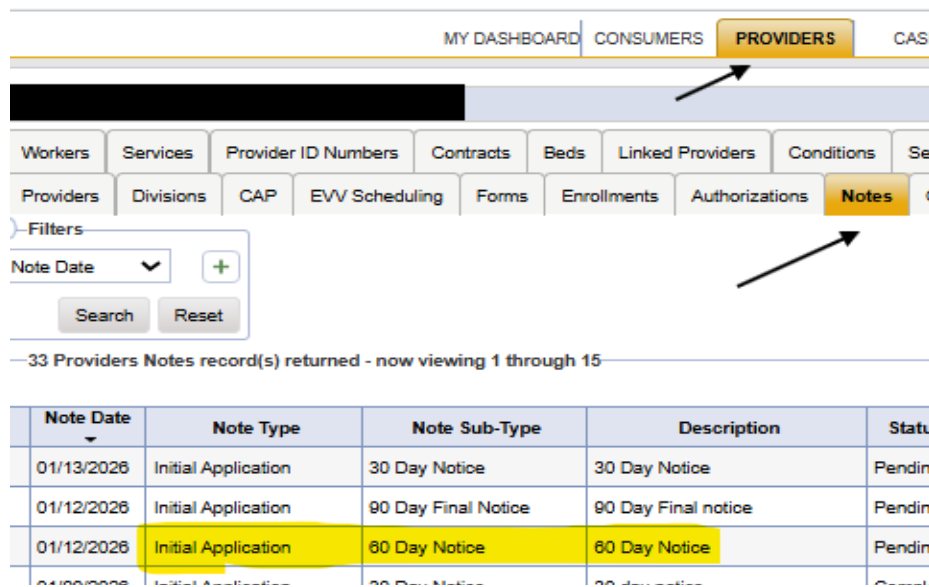 MY DASHBOARD CONSUMERS PROVIDERS
Workers Services Provider ID Numbers Contracts Beds Linked Providers Conditions
Providers Divisions CAP EVV Scheduling Forms Enrollments Authorizations Notes
Filters
Note Date +
Search Reset
33 Providers Notes record(s) returned - now viewing 1 through 15
Note Date Note Type Note Sub-Type Description Statu
01/13/2026 Initial Application 30 Day Notice 30 Day Notice Pendin
01/12/2026 Initial Application 90 Day Final Notice 90 Day Final notice Pendin
01/12/2026 Initial Application 60 Day Notice 60 Day Notice Pendin